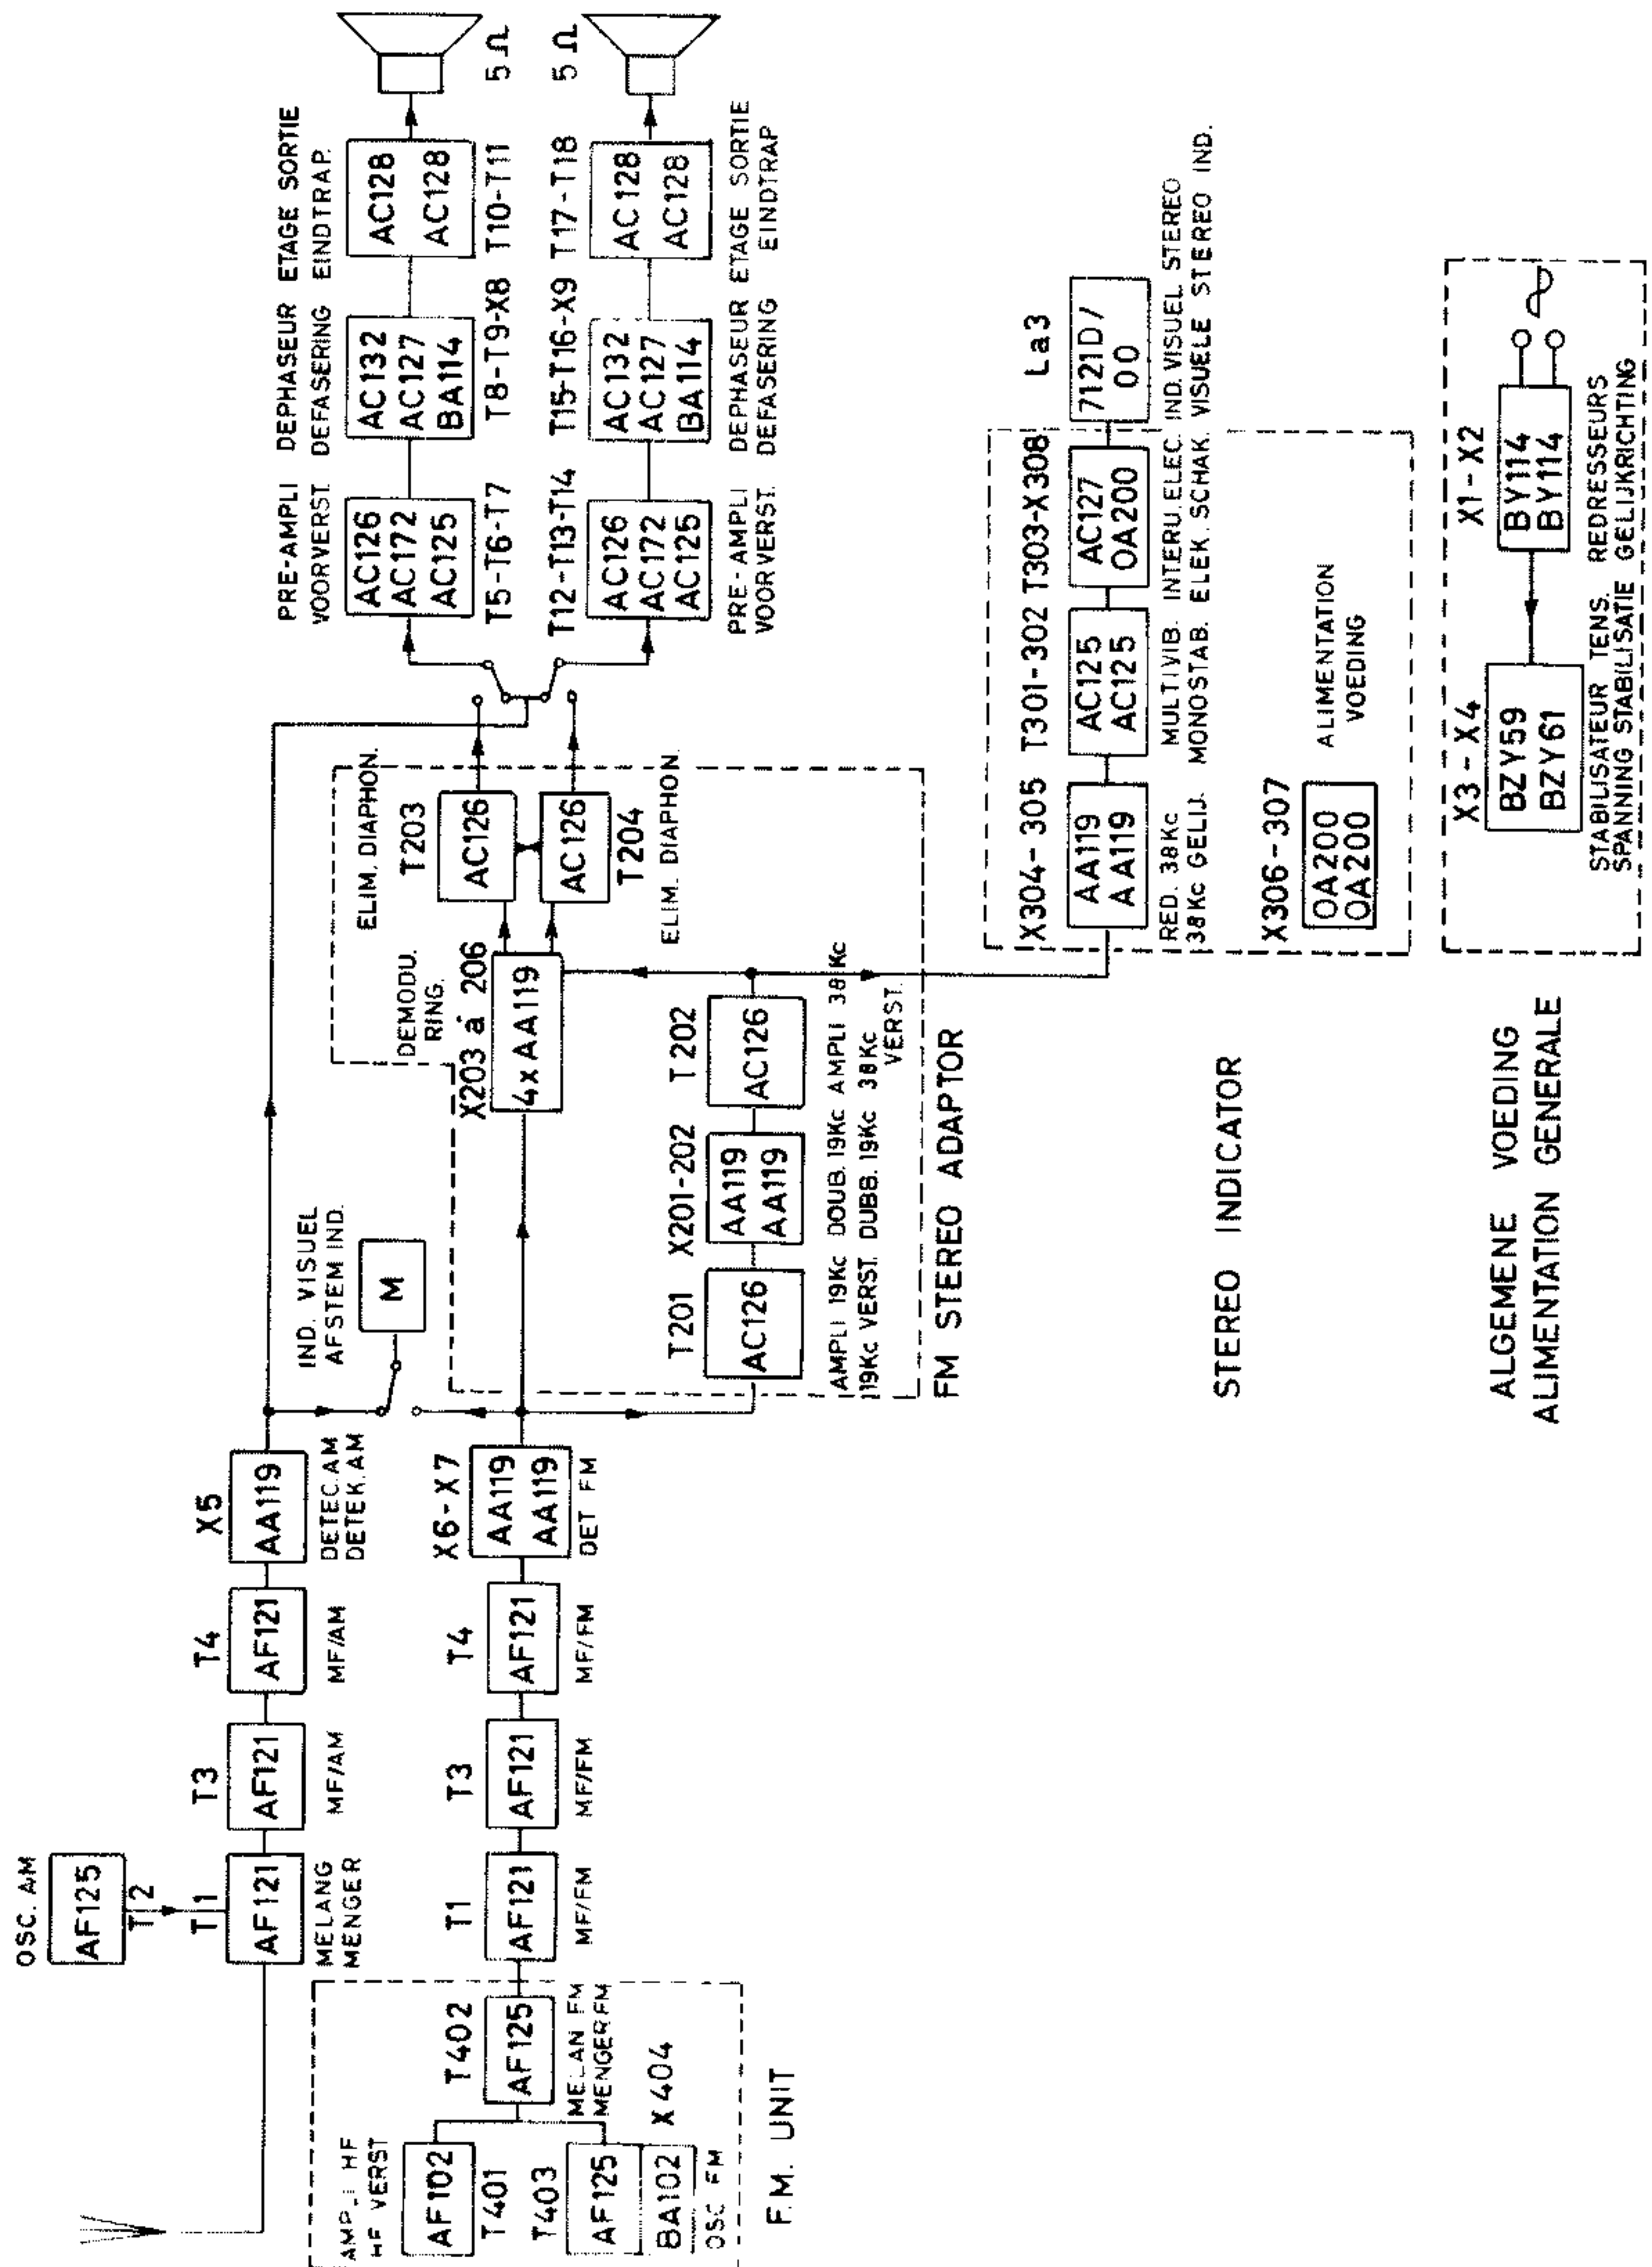 OSC. AM
AF125
T2
T1
AF121
MELANG
MENGER
T3
AF121
MF/AM
T4
AF121
MF/AM
X5
AA119
DETEC.AM
DETEK.AM
IND. VISUEL
AFSTEM IND.
M
AMPLI HF
HF VERST
AF102
T401
T403
AF125
BA102
X404
OSC FM
T402
AF125
MELAN FM
MENGER FM
F.M. UNIT
T1
AF121
MF/FM
T3
AF121
MF/FM
T4
AF121
MF/FM
X6-X7
AA119
AA119
DET FM
DEMODU.
RING.
X203 à 206
4xAA119
ELIM. DIAPHON.
T203
AC126
AC126
T204
ELIM. DIAPHON.
T201
AC126
X201-202
AA119
AA119
T202
AC126
AMPLI 19Kc DOUB. 19Kc AMPLI 38Kc
19Kc VERST. DUBB. 19Kc 38Kc
VERST.
FM STEREO ADAPTOR
PRE-AMPLI DEPHASEUR ETAGE SORTIE
VOORVERST. DEFASERING EINDTRAP.
AC126
AC172
AC125
AC132
AC127
BA114
AC128
AC128
T5-T6-T7 T8-T9-X8 T10-T11
5Ω
T12-T13-T14 T15-T16-X9 T17-T18
5Ω
AC126
AC172
AC125
AC132
AC127
BA114
AC128
AC128
PRE-AMPLI DEPHASEUR ETAGE SORTIE
VOORVERST. DEFASERING EINDTRAP
X304-305 T301-302 T303-X308
La3
AA119
AA119
AC125
AC125
AC127
OA200
7121D/
00
RED. 38Kc MULTIVIB. INTERU.ELEC. IND.VISUEL STEREO
38Kc GELIJ. MONOSTAB. ELEK.SCHAK. VISUELE STEREO IND.
X306-307
OA200
OA200
ALIMENTATION
VOEDING
STEREO INDICATOR
X3-X4
BZY59
BZY61
X1-X2
BY114
BY114
STABILISATEUR TENS. REDRESSEURS
SPANNING STABILISATIE GELIJKRICHTING
ALGEMENE VOEDING
ALIMENTATION GENERALE